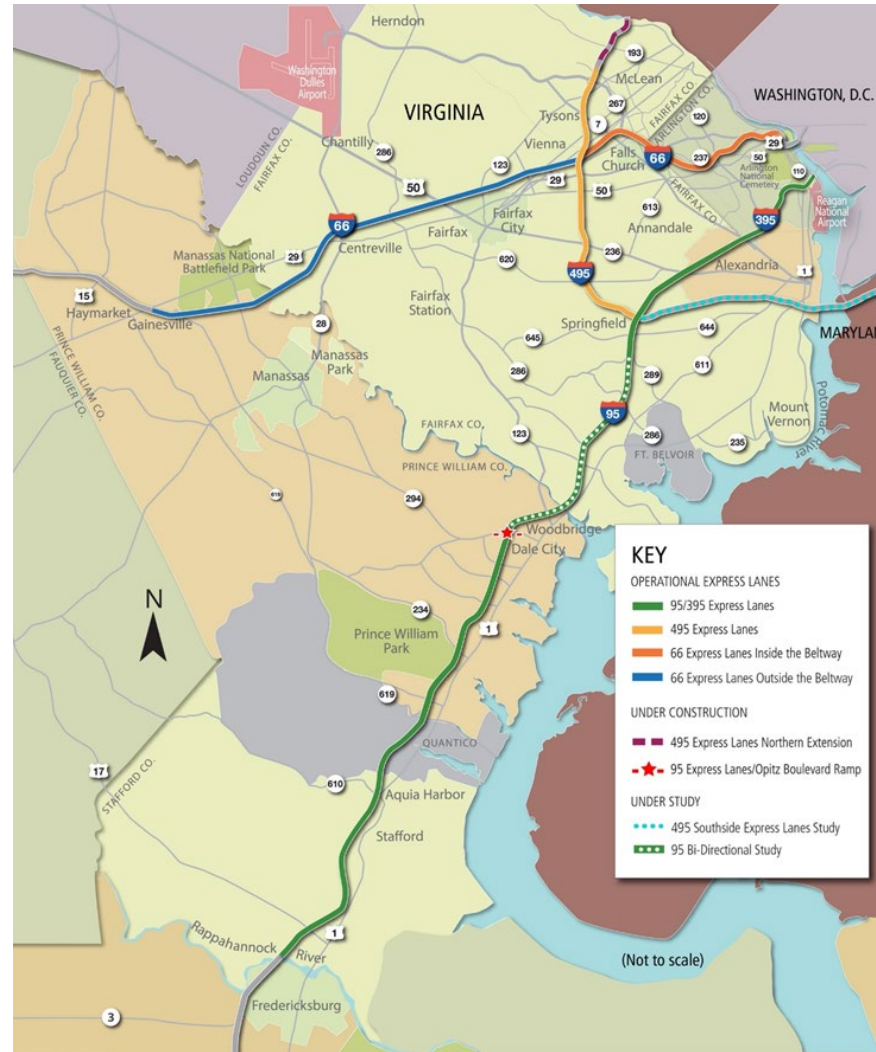 Herndon
Washington
Dulles
Airport
193
McLean
WASHINGTON, D.C.
VIRGINIA
Tysons
267
FAIRFAX CO.
ARLINGTON CO.
120
7
LOUDOUN CO.
FAIRFAX CO.
Chantilly
286
Vienna
123
Falls
Church
66
237
29
50
Arlington
National
Cemetery
110
50
29
50
FAIRFAX CO.
Reagan
National
Airport
395
66
Fairfax
City
613
Annandale
Manassas National
Battlefield Park
29
Centreville
Fairfax
236
620
495
Alexandria
1
15
Haymarket
Gainesville
Fairfax
Station
28
Springfield
644
MARYLAN
PRINCE WILLIAM CO.
FAUQUIER CO.
Manassas
Park
645
Manassas
286
289
611
95
Mount
Vernon
Potomac River
FAIRFAX CO.
123
286
FT. BELVOIR
235
PRINCE WILLIAM CO.
294
Woodbridge
Dale City
N
234
Prince William
Park
1
619
QUANTICO
17
STAFFORD CO.
610
Aquia Harbor
Stafford
1
Rappahannock
River
Fredericksburg
3
KEY
OPERATIONAL EXPRESS LANES
95/395 Express Lanes
495 Express Lanes
66 Express Lanes Inside the Beltway
66 Express Lanes Outside the Beltway
UNDER CONSTRUCTION
495 Express Lanes Northern Extension
95 Express Lanes/Opitz Boulevard Ramp
UNDER STUDY
495 Southside Express Lanes Study
95 Bi-Directional Study
(Not to scale)